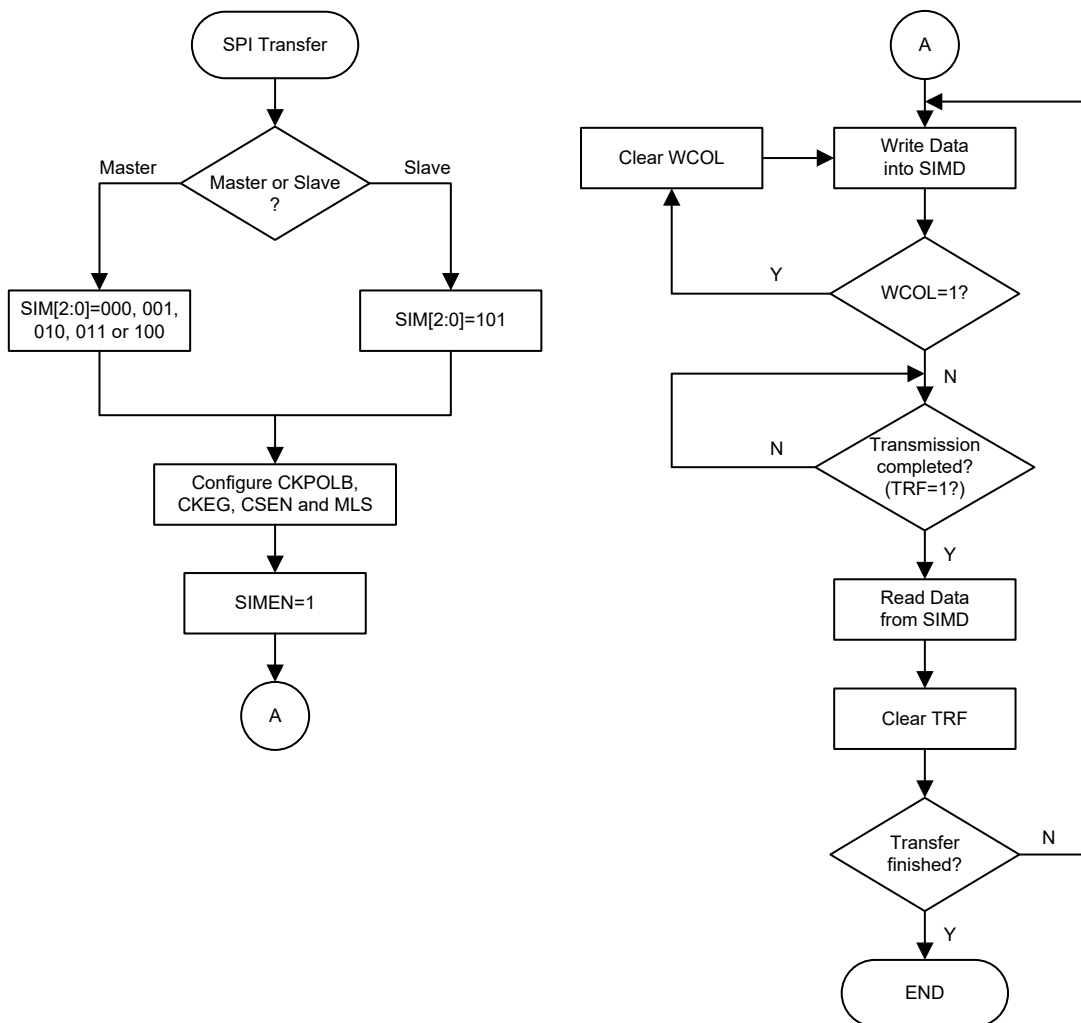 SPI Transfer
Master or Slave
?
Master
Slave
SIM[2:0]=000, 001,
010, 011 or 100
SIM[2:0]=101
Configure CKPOLB,
CKEG, CSEN and MLS
SIMEN=1
A
A
Write Data
into SIMD
Clear WCOL
WCOL=1?
Y
N
Transmission
completed?
(TRF=1?)
N
Y
Read Data
from SIMD
Clear TRF
Transfer
finished?
N
Y
END